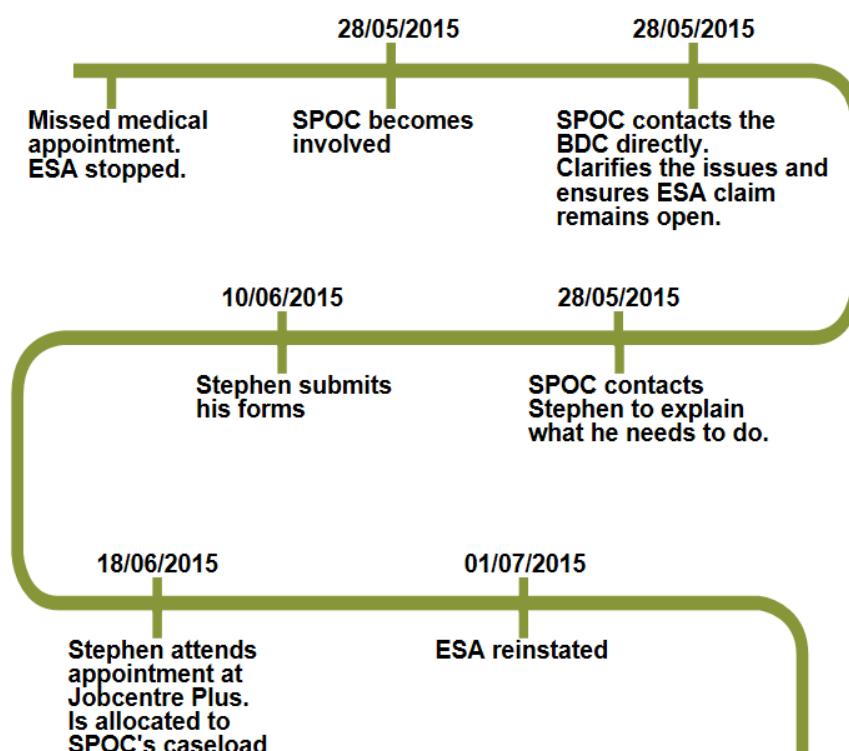 28/05/2015
28/05/2015
Missed medical
appointment.
ESA stopped.
SPOC becomes
involved
SPOC contacts the
BDC directly.
Clarifies the issues and
ensures ESA claim
remains open.
28/05/2015
SPOC contacts
Stephen to explain
what he needs to do.
10/06/2015
Stephen submits
his forms
18/06/2015
Stephen attends
appointment at
Jobcentre Plus.
Is allocated to
SPOC's caseload
01/07/2015
ESA reinstated